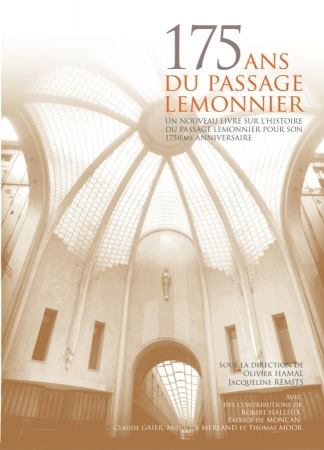 175 ANS
DU PASSAGE
LEMONNIER
UN NOUVEAU LIVRE SUR L'HISTOIRE
DU PASSAGE LEMONNIER POUR SON
175IÈME ANNIVERSAIRE
SOUS LA DIRECTION DE
OLIVIER HAMAL
JACQUELINE REMITS
AVEC
DES CONTRIBUTIONS DE
ROBERT HALLEUX,
PATRICE DE MONCAN,
CLAUDE GAIER, MONIQUE MERLAND ET THOMAS MOOR